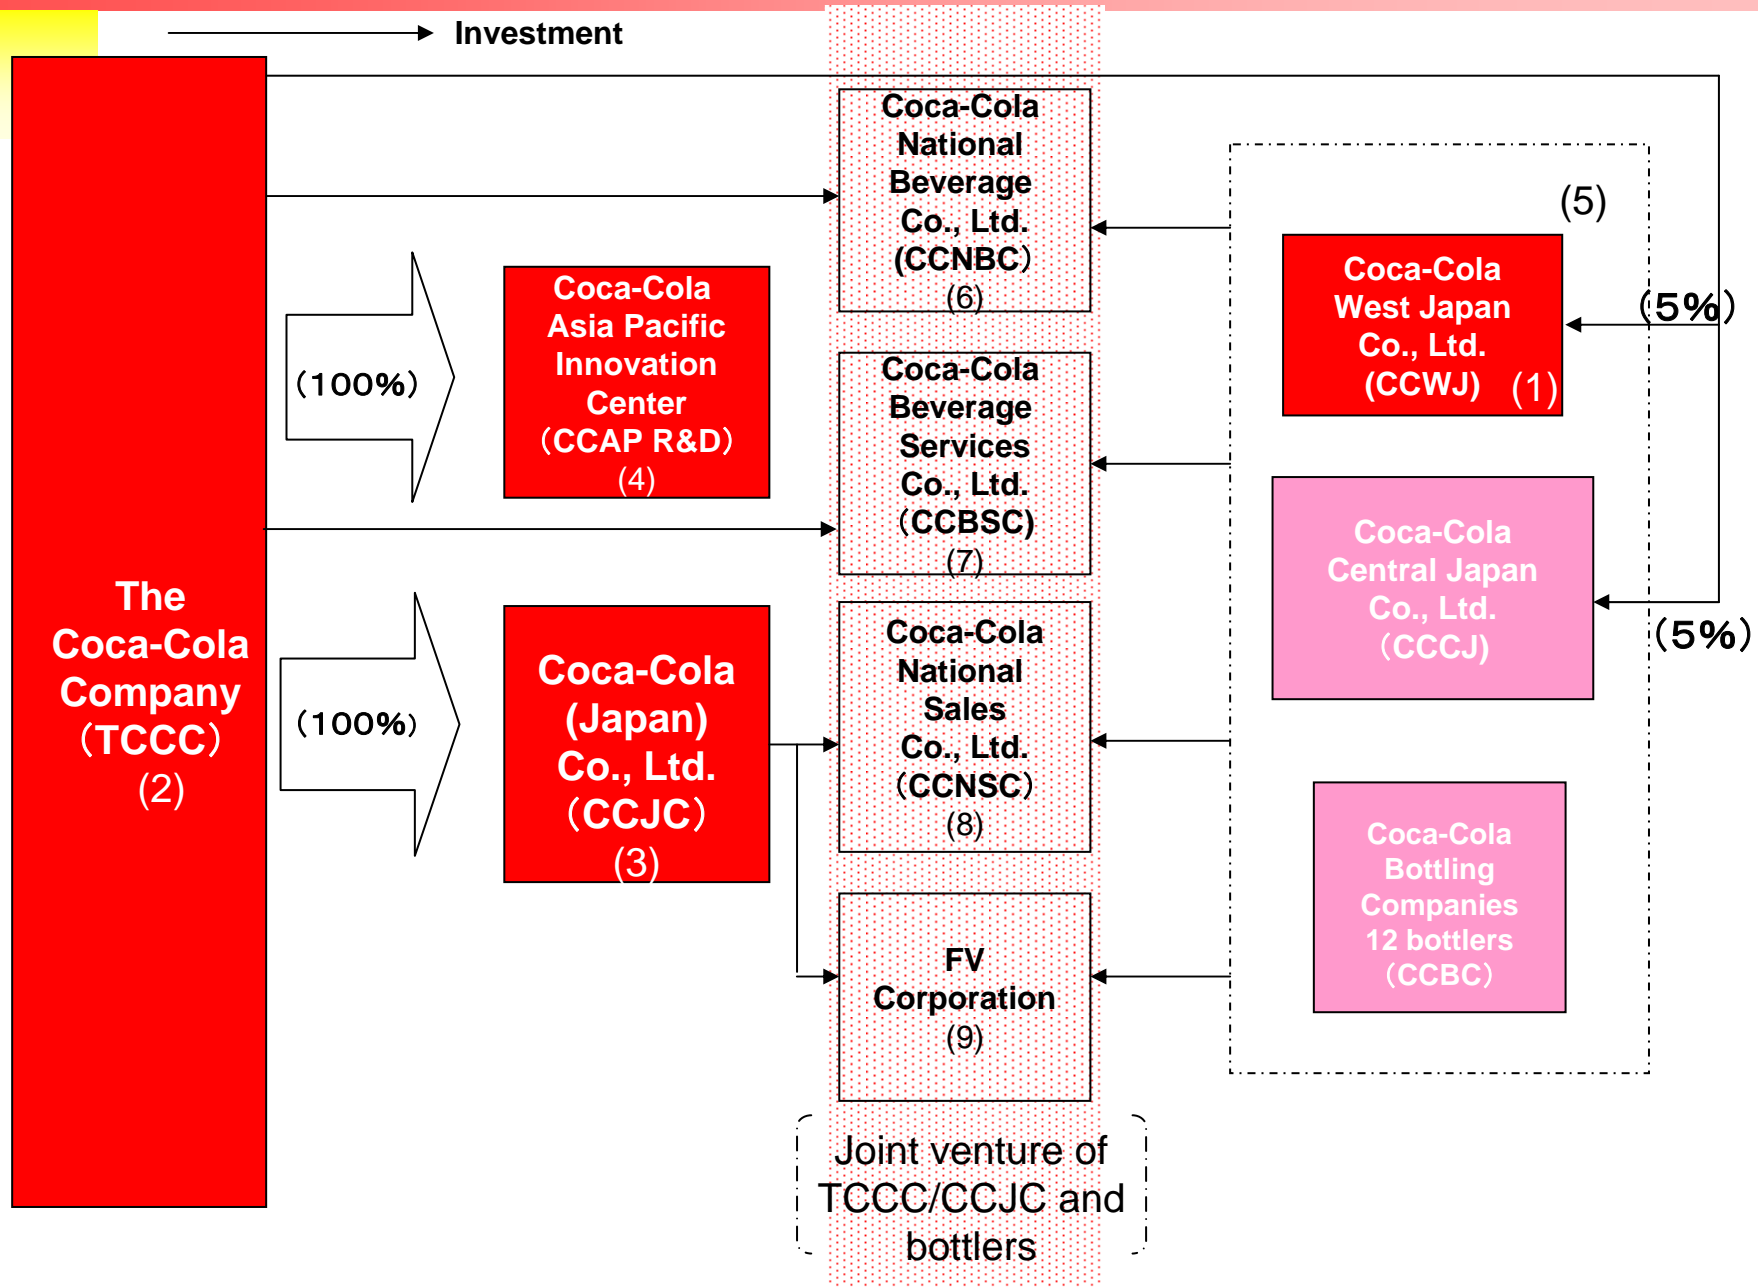 Investment
The
Coca-Cola
Company
（TCCC）
(2)
（100%）
（100%）
Coca-Cola
Asia Pacific
Innovation
Center
（CCAP R&D）
(4)
Coca-Cola
(Japan)
Co., Ltd.
（CCJC）
(3)
Coca-Cola
National
Beverage
Co., Ltd.
(CCNBC）
(6)
Coca-Cola
Beverage
Services
Co., Ltd.
（CCBSC)
(7)
Coca-Cola
National
Sales
Co., Ltd.
（CCNSC）
(8)
FV
Corporation
(9)
Joint venture of
TCCC/CCJC and
bottlers
(5)
Coca-Cola
West Japan
Co., Ltd.
(CCWJ)
(1)
（5%）
Coca-Cola
Central Japan
Co., Ltd.
（CCCJ)
（5%）
Coca-Cola
Bottling
Companies
12 bottlers
（CCBC）